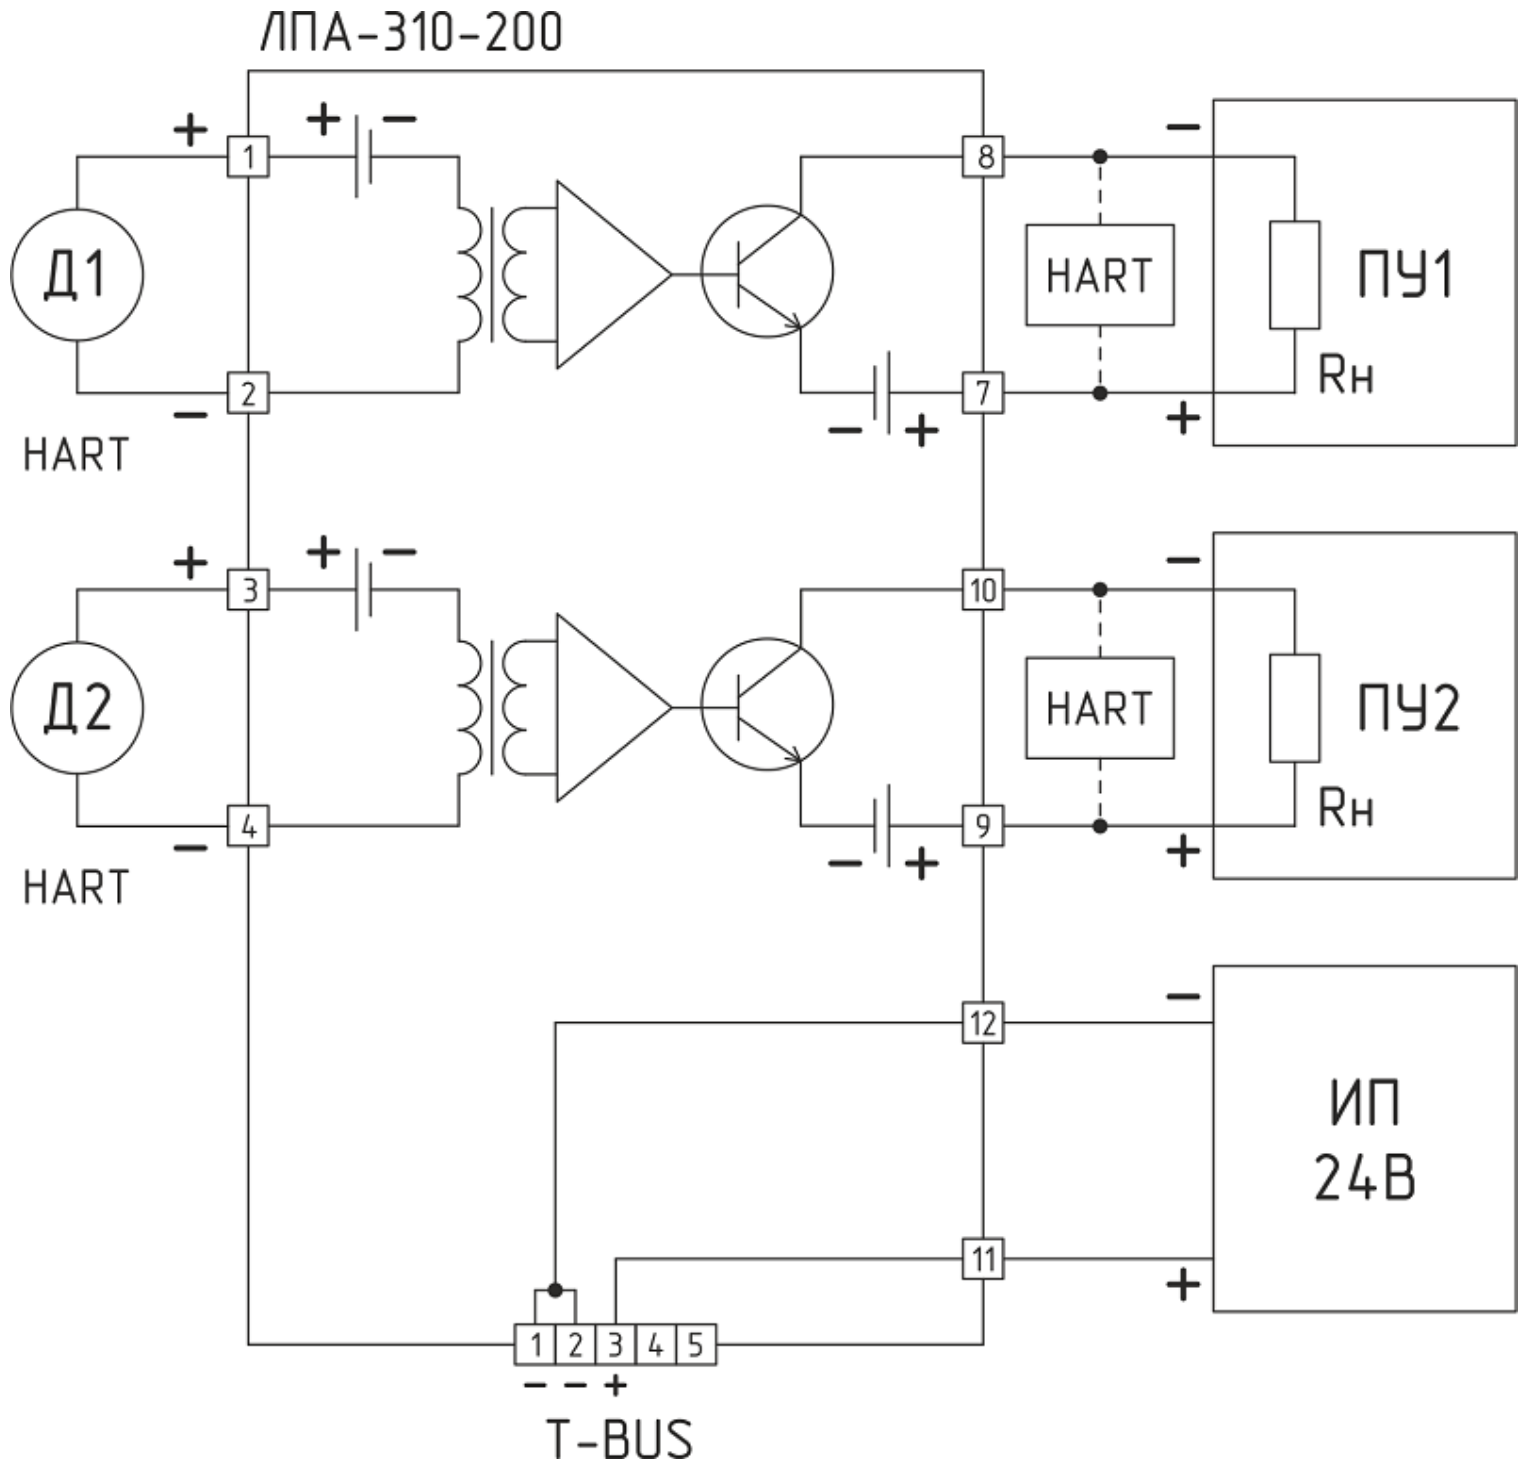 ЛПА-310-200
+ + - -
1 8
Д1 HART ПУ1
Rн
2 7
- - + +
HART
+ + - -
3 10
Д2 HART ПУ2
Rн
4 9
- - + +
HART
-
12
ИП
24В
11
+
1 2 3 4 5
- - +
T-BUS